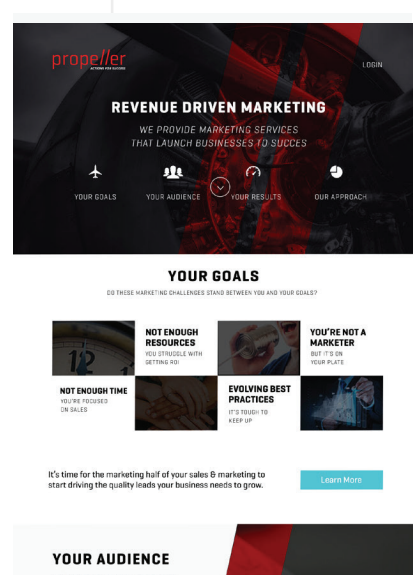 propeller
ACTIONS FOR SUCCESS
LOGIN
REVENUE DRIVEN MARKETING
WE PROVIDE MARKETING SERVICES
THAT LAUNCH BUSINESSES TO SUCCES
YOUR GOALS
YOUR AUDIENCE
YOUR RESULTS
OUR APPROACH
YOUR GOALS
DO THESE MARKETING CHALLENGES STAND BETWEEN YOU AND YOUR GOALS?
12
NOT ENOUGH
RESOURCES
YOU STRUGGLE WITH
GETTING ROI
YOU'RE NOT A
MARKETER
BUT IT'S ON
YOUR PLATE
NOT ENOUGH TIME
YOU'RE FOCUSED
ON SALES
EVOLVING BEST
PRACTICES
IT'S TOUGH TO
KEEP UP
It's time for the marketing half of your sales & marketing to
start driving the quality leads your business needs to grow.
Learn More
YOUR AUDIENCE